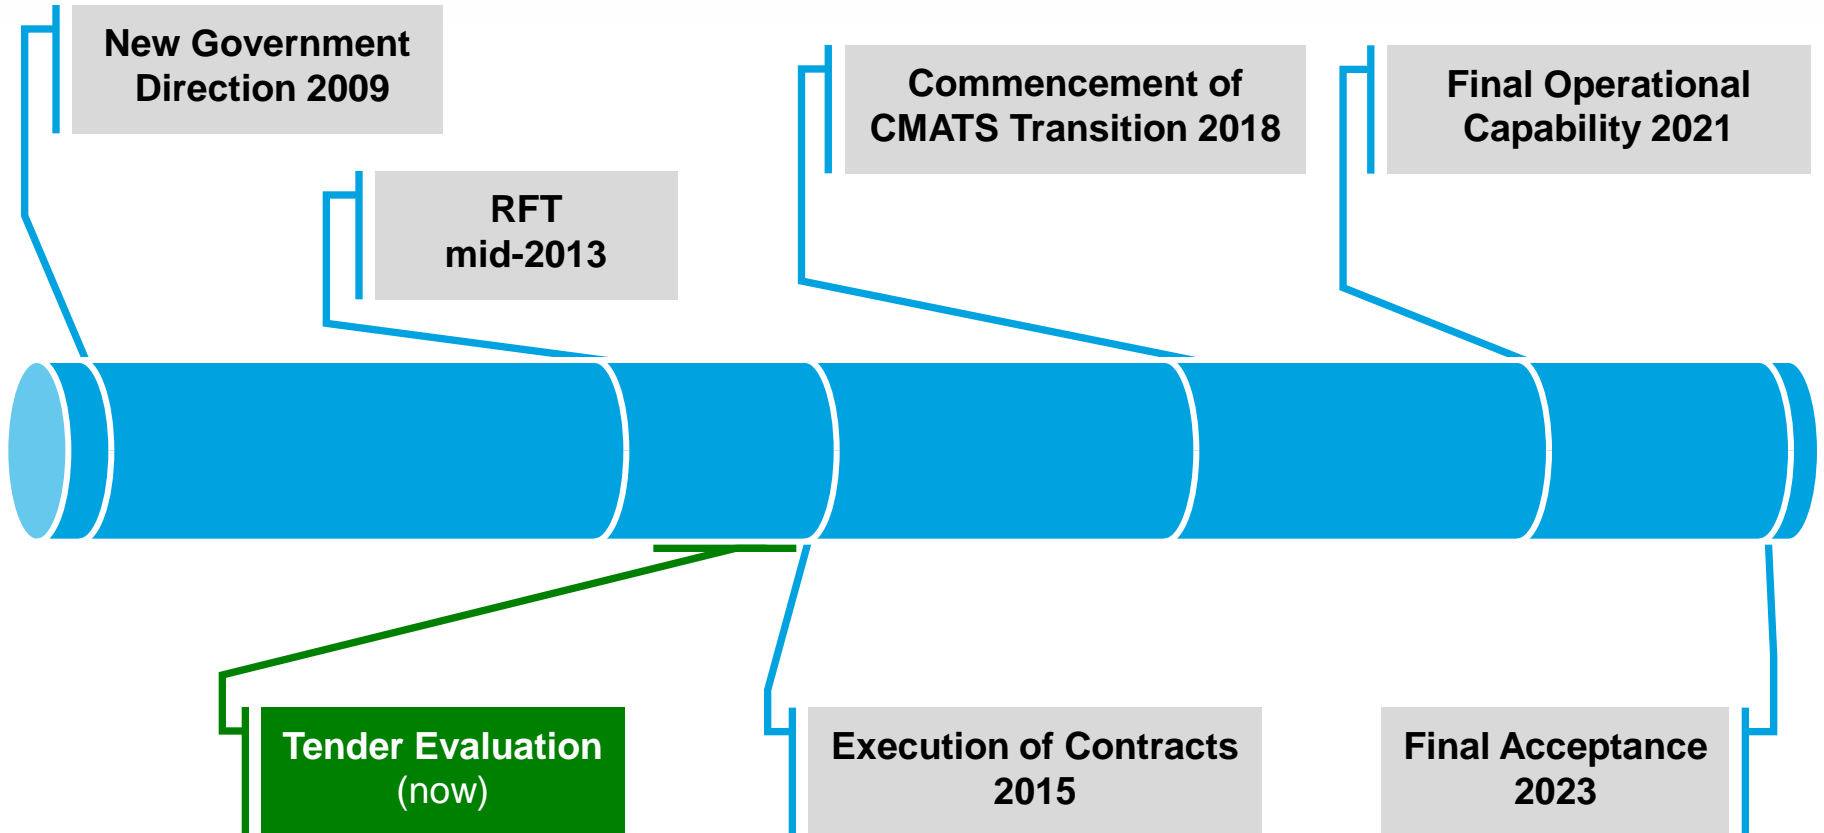 New Government
Direction 2009
RFT
mid-2013
Commencement of
CMATS Transition 2018
Final Operational
Capability 2021
Tender Evaluation
(now)
Execution of Contracts
2015
Final Acceptance
2023